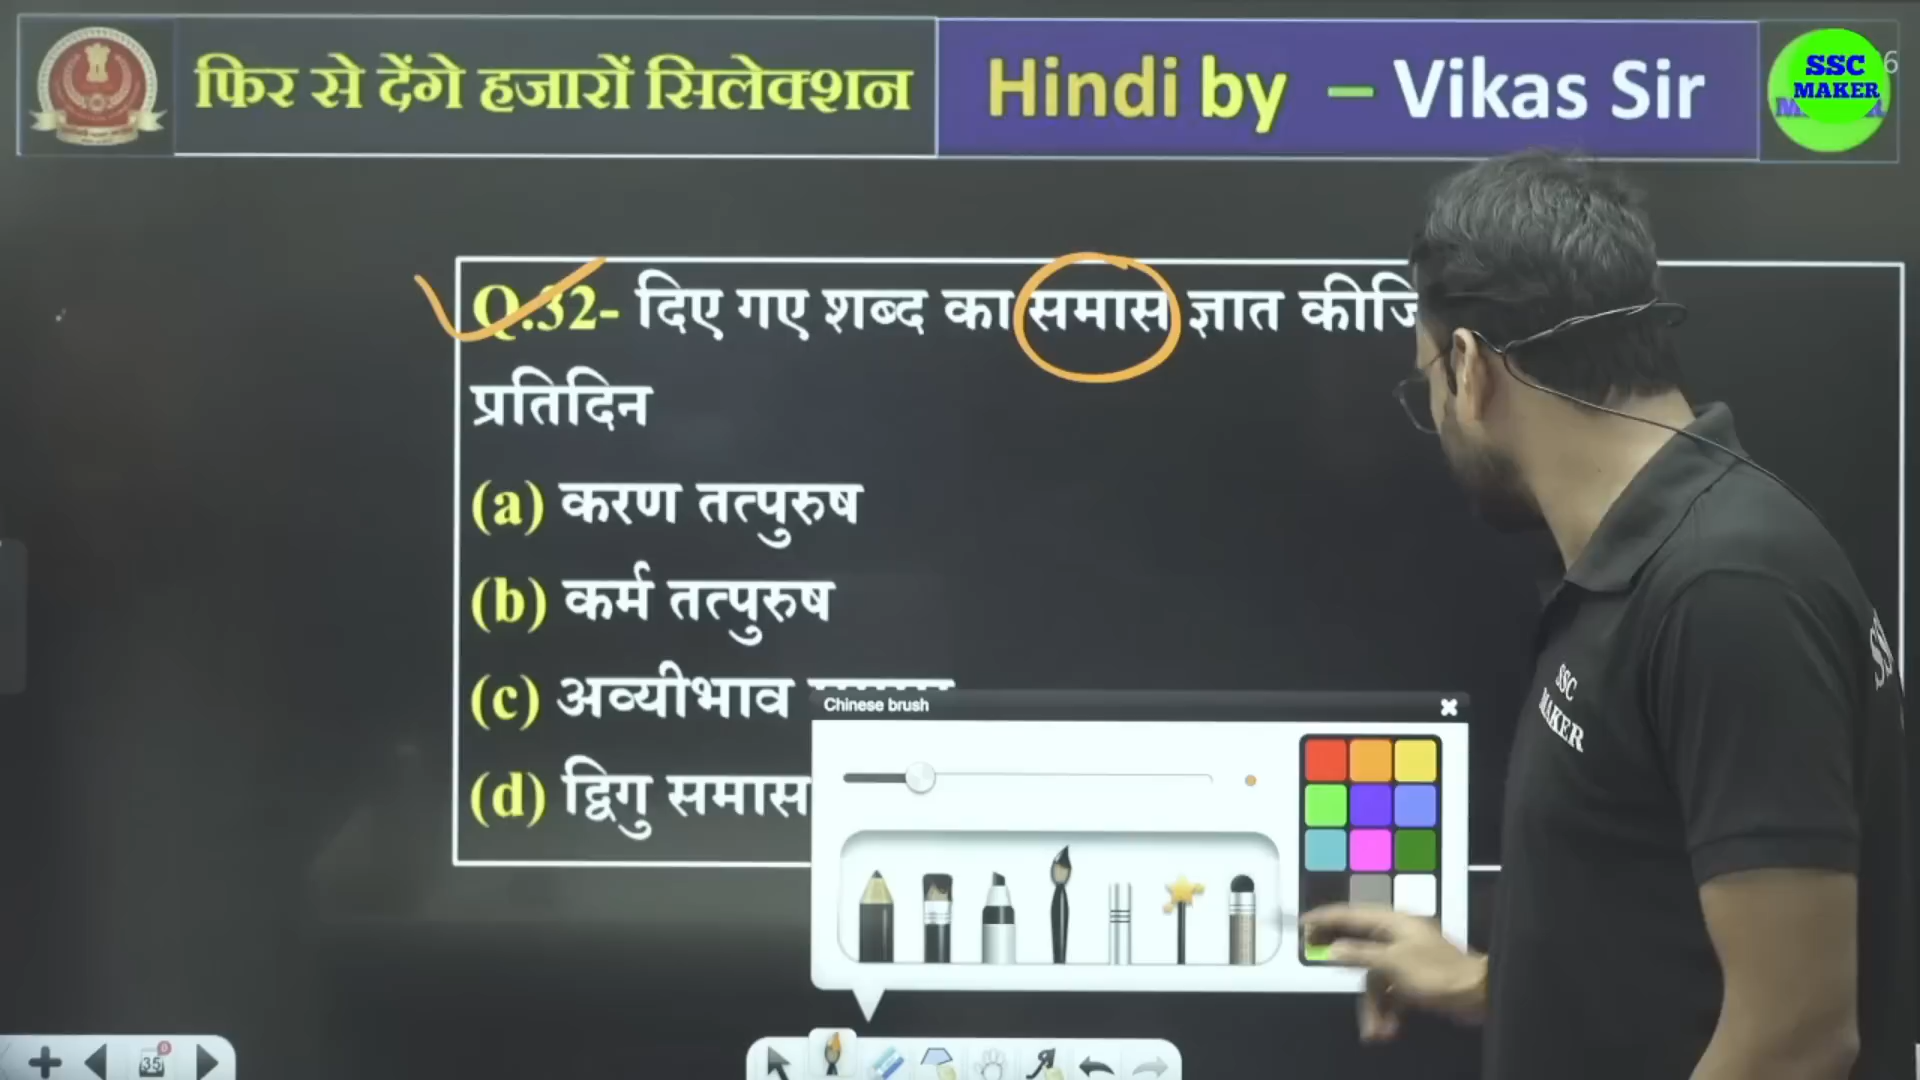 फिर से देंगे हजारों सिलेक्शन
Hindi by – Vikas Sir
SSC
MAKER
6
Q.32- दिए गए शब्द का समास ज्ञात
प्रतिदिन
(a) करण तत्पुरुष
(b) कर्म तत्पुरुष
(c) अव्यीभाव
(d) द्विगु समास
Chinese brush
SSC
MAKER
35